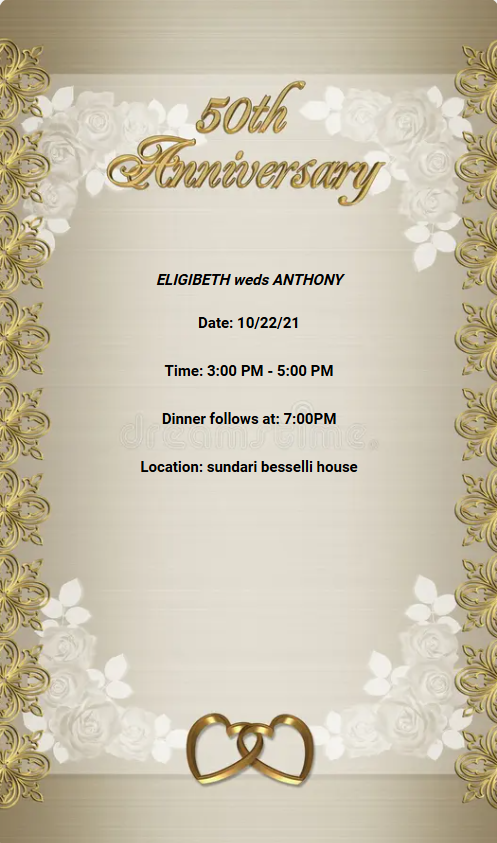 50th
Anniversary
ELIGIBETH weds ANTHONY
Date: 10/22/21
Time: 3:00 PM - 5:00 PM
Dinner follows at: 7:00PM
dreamstime.
Location: sundari besselli house